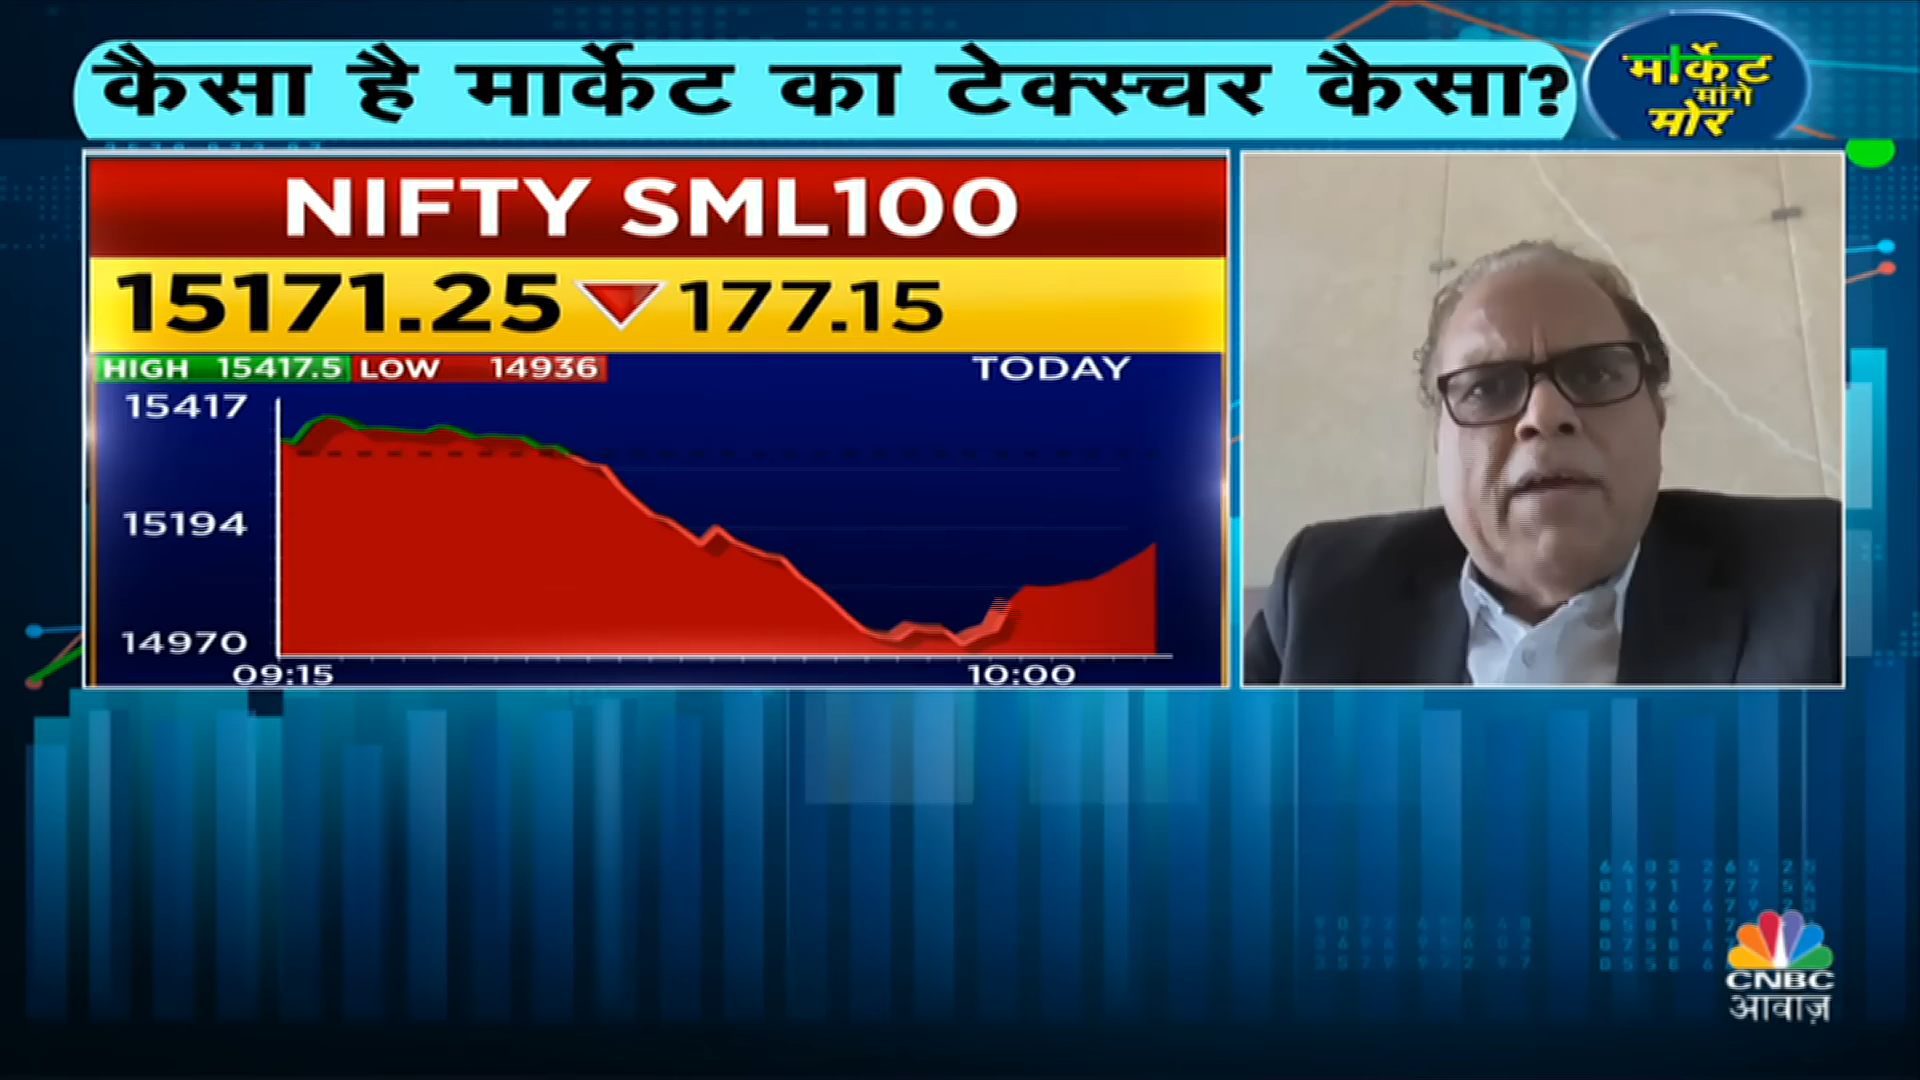 कैसा है मार्केट का टेक्स्चर कैसा?
मार्केट
मांगे
मोर
NIFTY SML100
15171.25 ▼ 177.15
HIGH 15417.5 LOW 14936 TODAY
15417
15194
14970
09:15 10:00
CNBC
आवाज़